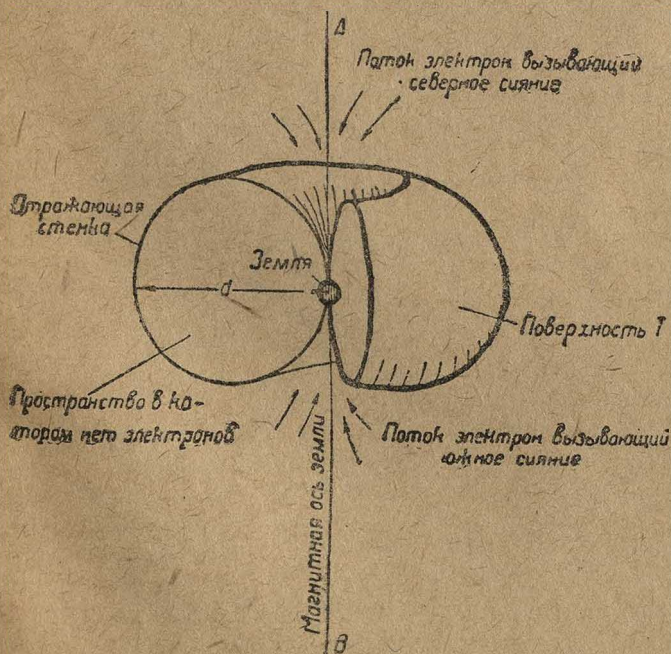 А
Поток электрон вызывающий
северное сияние
Отражающая
стенка
Земля
d
Поверхность Т
Пространство в ко-
тором нет электронов
Поток электрон вызывающий
южное сияние
Магнитная ось земли
В